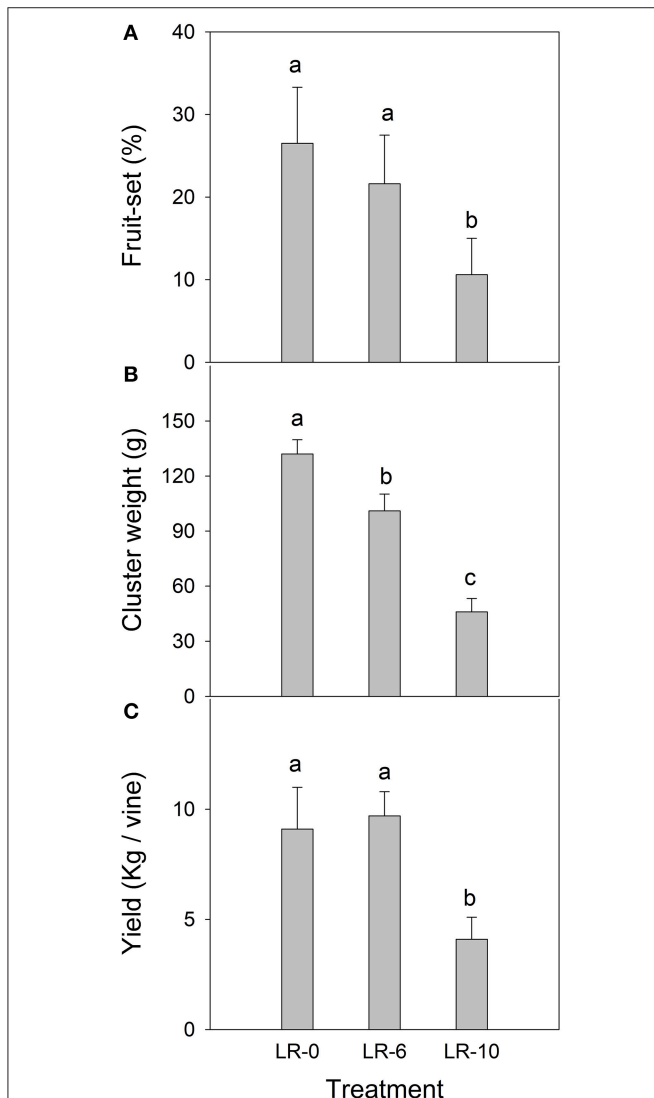 A
Fruit-set (%)
40
30
20
10
0
a
a
b
B
Cluster weight (g)
150
120
90
60
30
0
a
b
c
C
Yield (Kg / vine)
10
5
0
a
a
b
LR-0 LR-6 LR-10
Treatment